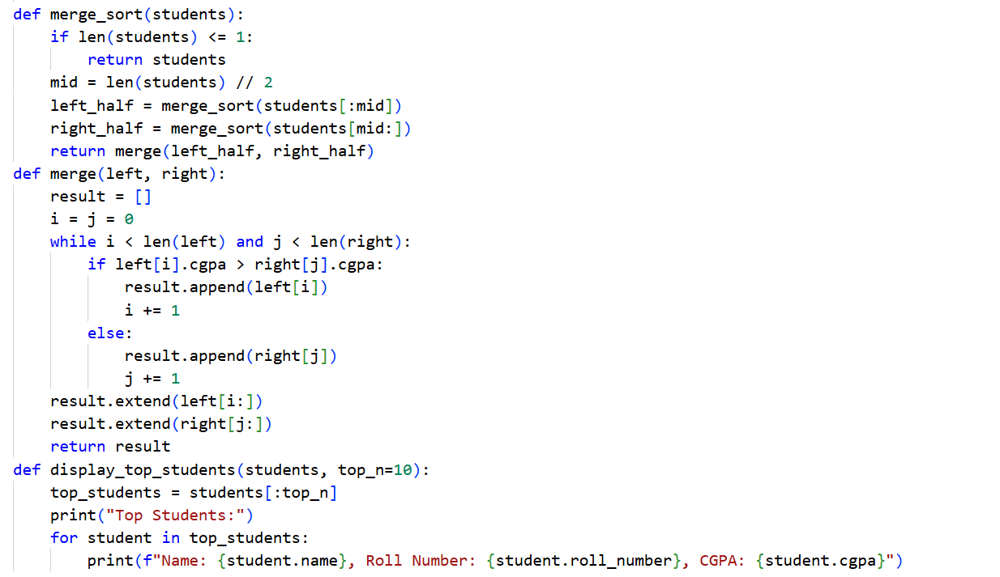 def merge_sort(students):
    if len(students) <= 1:
        return students
    mid = len(students) // 2
    left_half = merge_sort(students[:mid])
    right_half = merge_sort(students[mid:])
    return merge(left_half, right_half)
def merge(left, right):
    result = []
    i = j = 0
    while i < len(left) and j < len(right):
        if left[i].cgpa > right[j].cgpa:
            result.append(left[i])
            i += 1
        else:
            result.append(right[j])
            j += 1
    result.extend(left[i:])
    result.extend(right[j:])
    return result
def display_top_students(students, top_n=10):
    top_students = students[:top_n]
    print("Top Students:")
    for student in top_students:
        print(f"Name: {student.name}, Roll Number: {student.roll_number}, CGPA: {student.cgpa}")